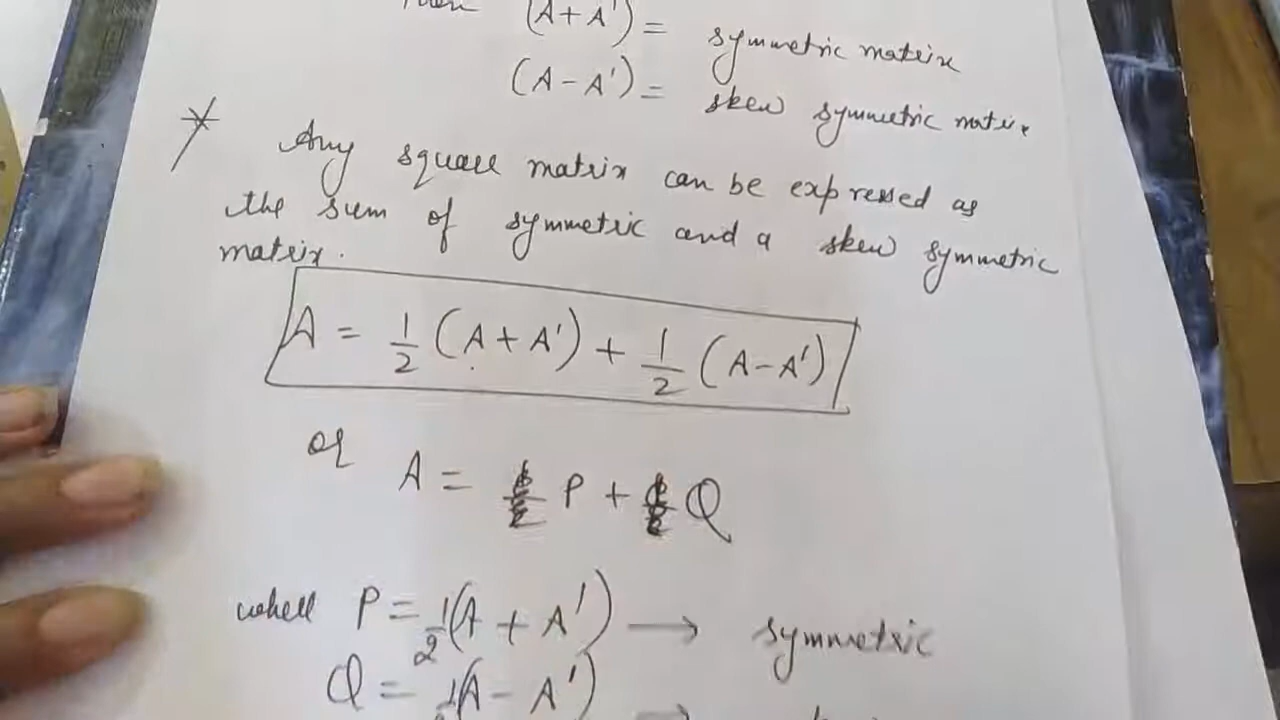 Then (A + A') = symmetric matrix
(A - A') = skew symmetric matrix
* Any square matrix can be expressed as
the sum of symmetric and a skew symmetric
matrix.
A = 1/2 (A + A') + 1/2 (A - A')
or A = P + Q
where P = 1/2 (A + A') → symmetric
Q = 1/2 (A - A') →